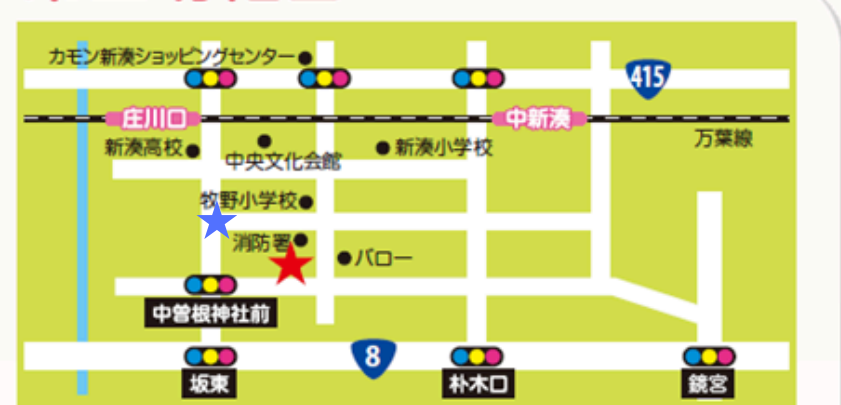 カモン新湊ショッピングセンター
415
庄川口
中新湊
万葉線
新湊高校
中央文化会館
新湊小学校
牧野小学校
消防署
バロー
中曽根神社前
8
坂東
朴木口
鏡宮